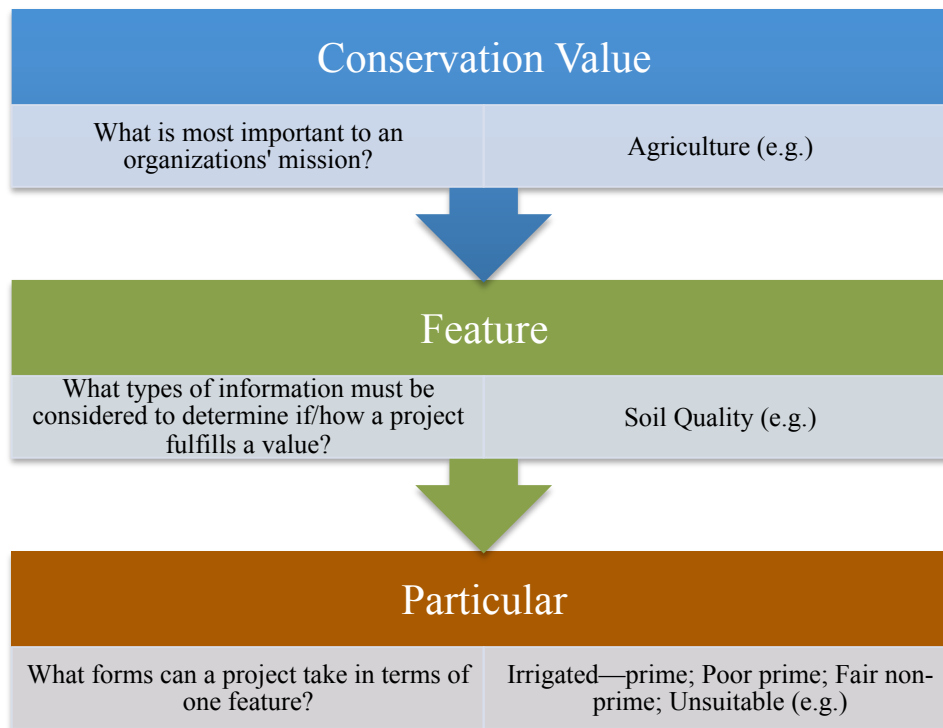 Conservation Value
What is most important to an
organizations' mission?
Agriculture (e.g.)
Feature
What types of information must be
considered to determine if/how a project
fulfills a value?
Soil Quality (e.g.)
Particular
What forms can a project take in terms of
one feature?
Irrigated—prime; Poor prime; Fair non-
prime; Unsuitable (e.g.)